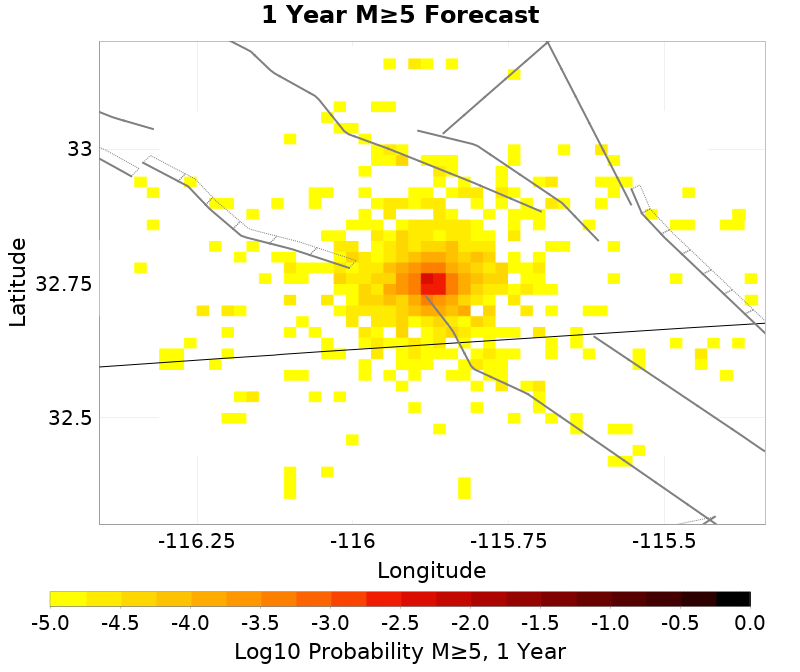 1 Year M≥5 Forecast
33
32.75
32.5
Latitude
-116.25 -116 -115.75 -115.5
Longitude
-5.0 -4.5 -4.0 -3.5 -3.0 -2.5 -2.0 -1.5 -1.0 -0.5 0.0
Log10 Probability M≥5, 1 Year